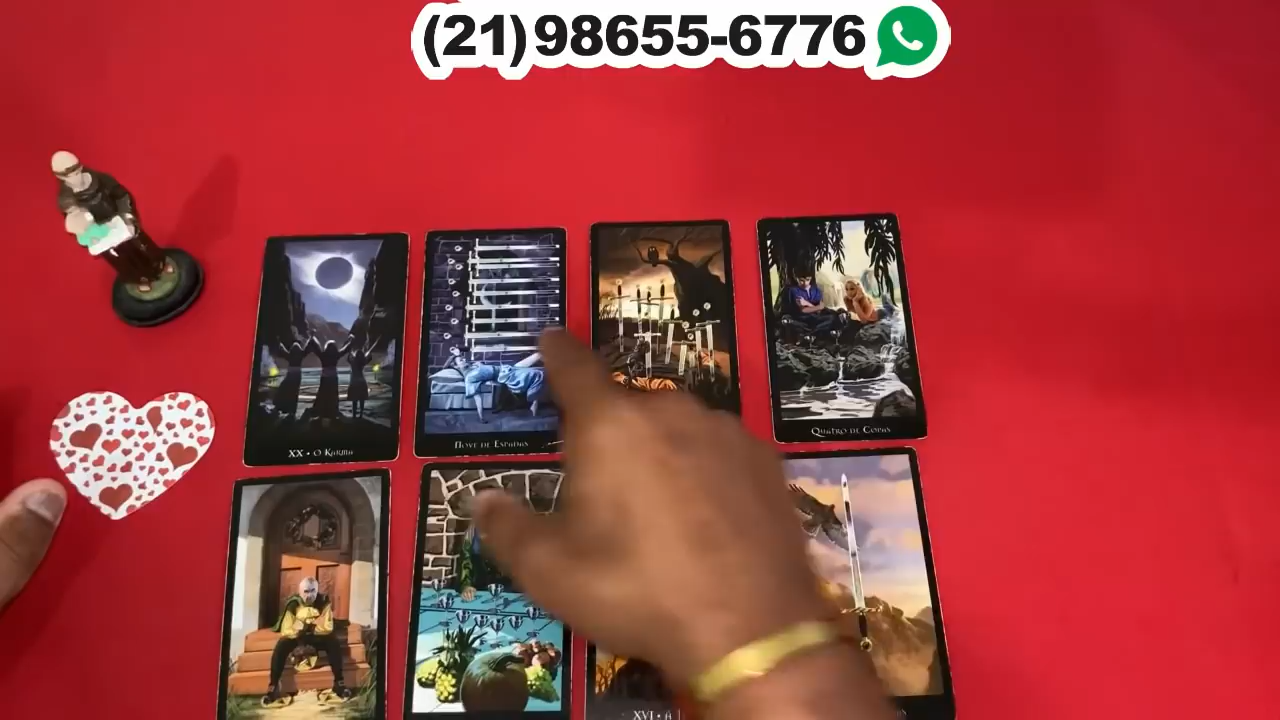 (21)98655-6776
XX • O Karma
Nove de Espadas
Quatro de Copas
XVI • A